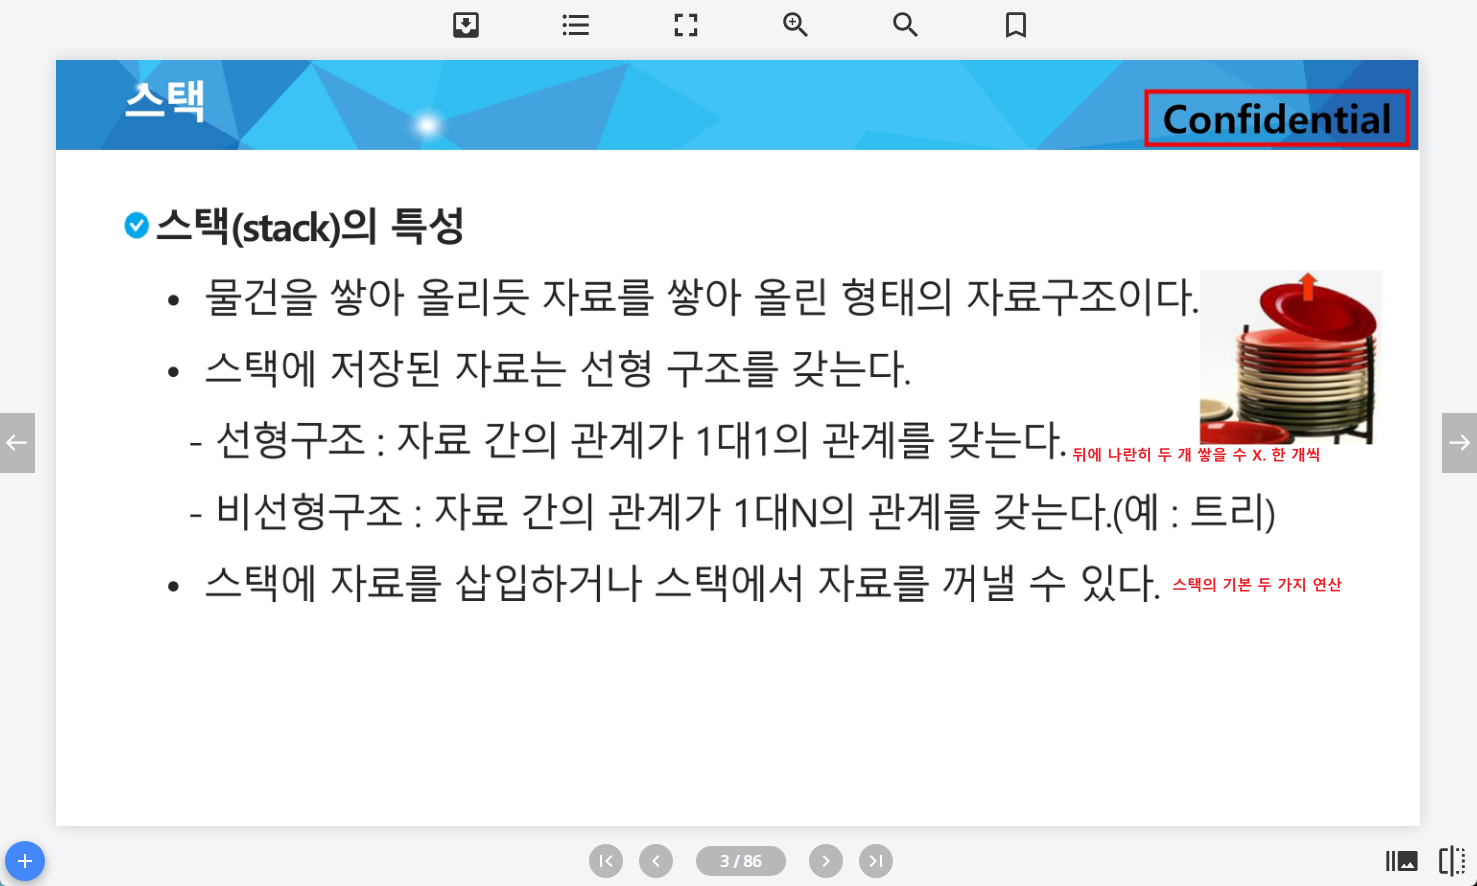 스택
Confidential
스택(stack)의 특성
• 물건을 쌓아 올리듯 자료를 쌓아 올린 형태의 자료구조이다.
• 스택에 저장된 자료는 선형 구조를 갖는다.
- 선형구조 : 자료 간의 관계가 1대1의 관계를 갖는다. 뒤에 나란히 두 개 쌓을 수 X. 한 개씩
- 비선형구조 : 자료 간의 관계가 1대N의 관계를 갖는다.(예 : 트리)
• 스택에 자료를 삽입하거나 스택에서 자료를 꺼낼 수 있다. 스택의 기본 두 가지 연산
3 / 86